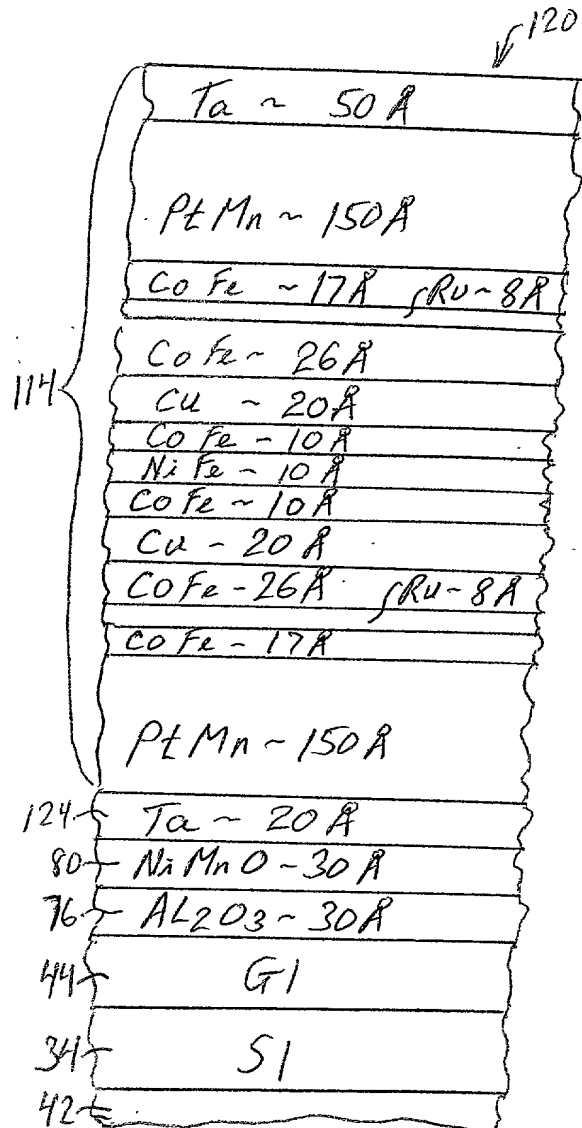 120
Ta ~ 50 Å
PtMn ~ 150 Å
CoFe ~ 17 Å Ru ~ 8 Å
CoFe ~ 26 Å
114
Cu ~ 20 Å
CoFe - 10 Å
NiFe - 10 Å
CoFe ~ 10 Å
Cu - 20 Å
CoFe - 26 Å Ru - 8 Å
CoFe - 17 Å
PtMn ~ 150 Å
124 Ta ~ 20 Å
80 NiMnO - 30 Å
76 AL2O3 ~ 30 Å
44 G1
34 S1
42